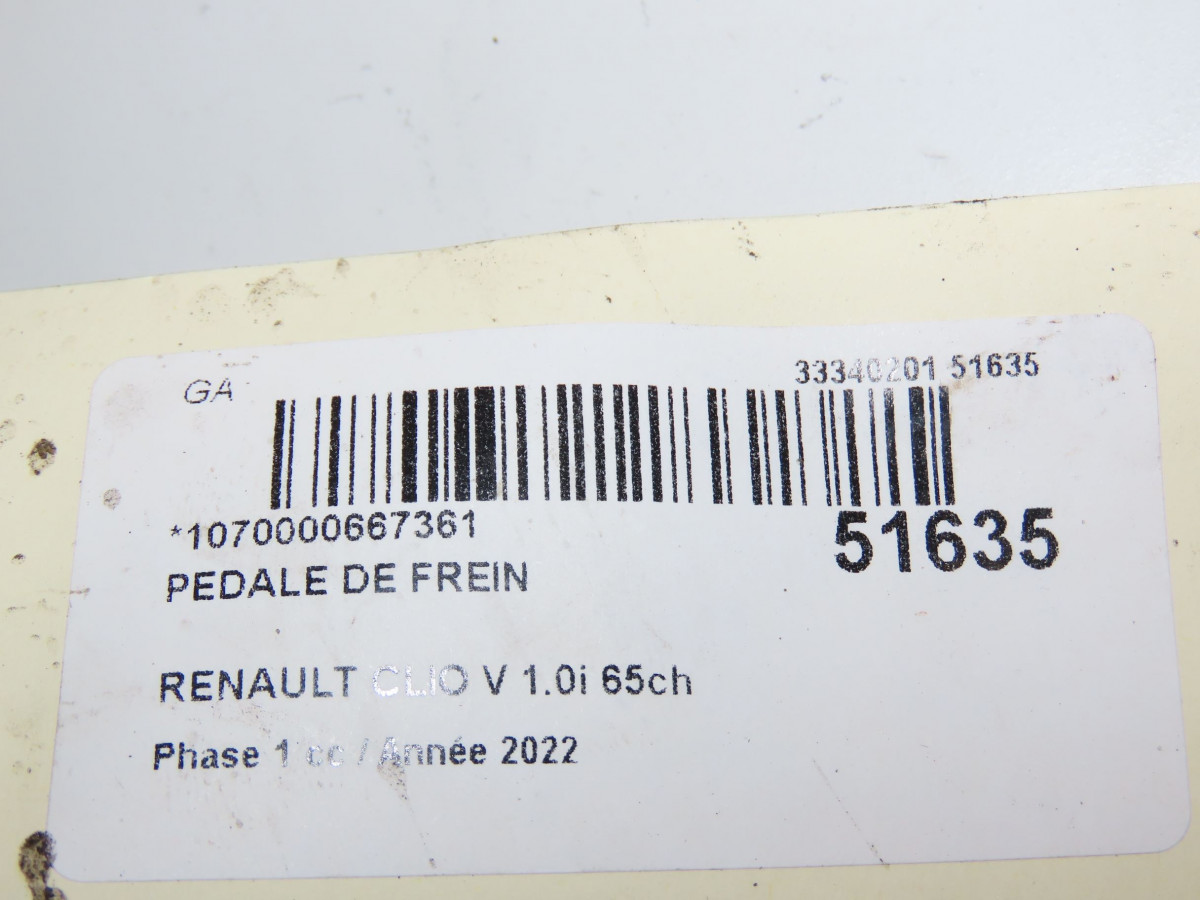 GA
33340201 51635
*1070000667361
51635
PEDALE DE FREIN
RENAULT CLIO V 1.0i 65ch
Phase 1 cc / Année 2022